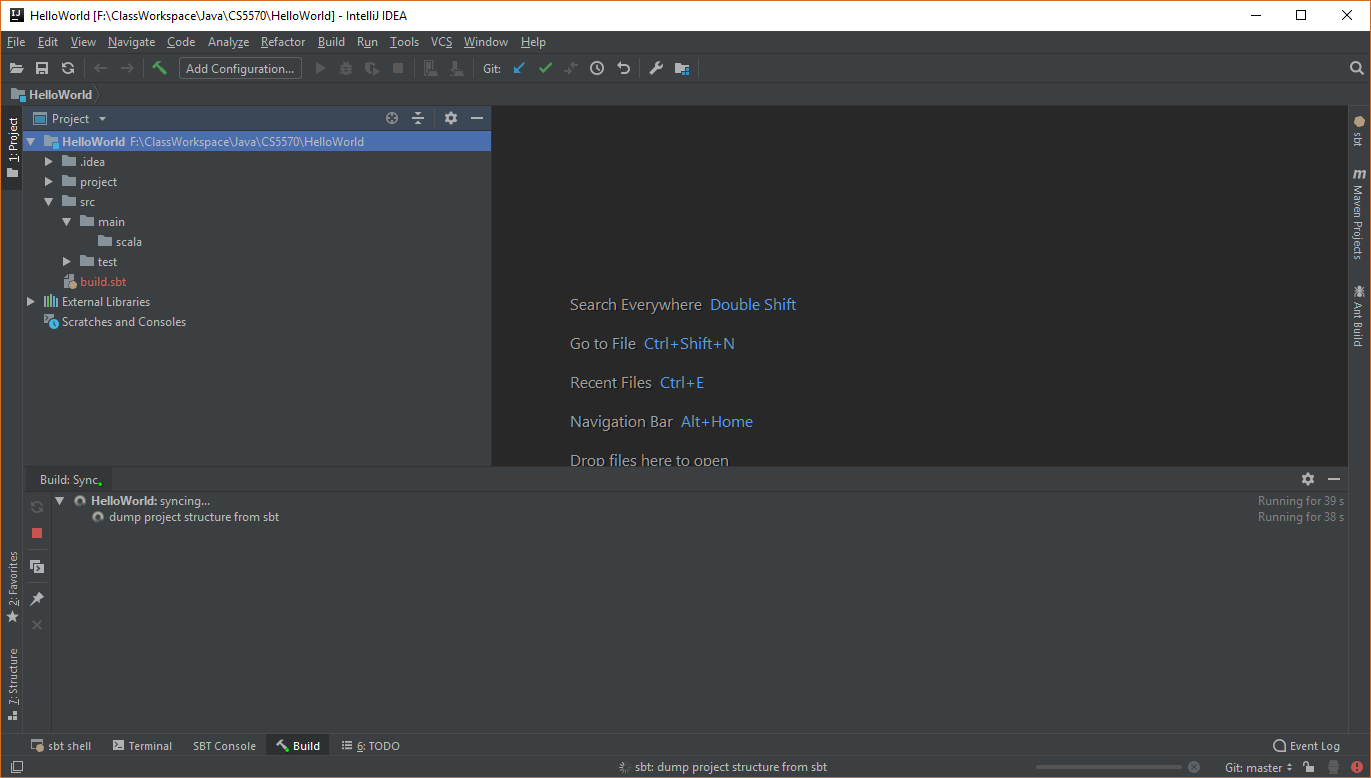 HelloWorld [F:\ClassWorkspace\Java\CS5570\HelloWorld] - IntelliJ IDEA
File Edit View Navigate Code Analyze Refactor Build Run Tools VCS Window Help
Add Configuration... Git:
HelloWorld
1: Project
Project
HelloWorld F:\ClassWorkspace\Java\CS5570\HelloWorld
.idea
project
src
main
scala
test
build.sbt
External Libraries
Scratches and Consoles
Search Everywhere Double Shift
Go to File Ctrl+Shift+N
Recent Files Ctrl+E
Navigation Bar Alt+Home
Drop files here to open
sbt
m Maven Projects
Ant Build
Build: Sync
HelloWorld: syncing... Running for 39 s
dump project structure from sbt Running for 38 s
2: Favorites
7: Structure
sbt shell Terminal SBT Console Build 6: TODO Event Log
sbt: dump project structure from sbt Git: master